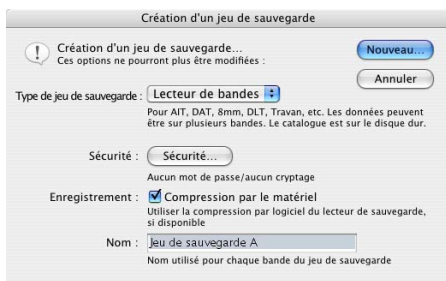 Création d'un jeu de sauvegarde
Création d'un jeu de sauvegarde...
Ces options ne pourront plus être modifiées :
Nouveau...
Annuler
Type de jeu de sauvegarde : Lecteur de bandes
Pour AIT, DAT, 8mm, DLT, Travan, etc. Les données peuvent
être sur plusieurs bandes. Le catalogue est sur le disque dur.
Sécurité : Sécurité...
Aucun mot de passe/aucun cryptage
Enregistrement : Compression par le matériel
Utiliser la compression par logiciel du lecteur de sauvegarde,
si disponible
Nom : Jeu de sauvegarde A
Nom utilisé pour chaque bande du jeu de sauvegarde